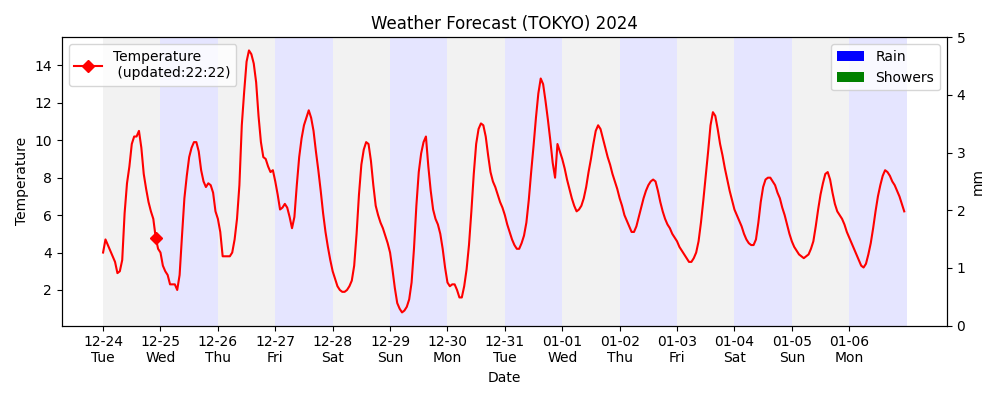 Weather Forecast (TOKYO) 2024
Temperature
(updated:22:22)
Rain
Showers
Temperature
14
12
10
8
6
4
2
5
4
3
2
1
0
mm
12-24 12-25 12-26 12-27 12-28 12-29 12-30 12-31 01-01 01-02 01-03 01-04 01-05 01-06
Tue Wed Thu Fri Sat Sun Mon Tue Wed Thu Fri Sat Sun Mon
Date